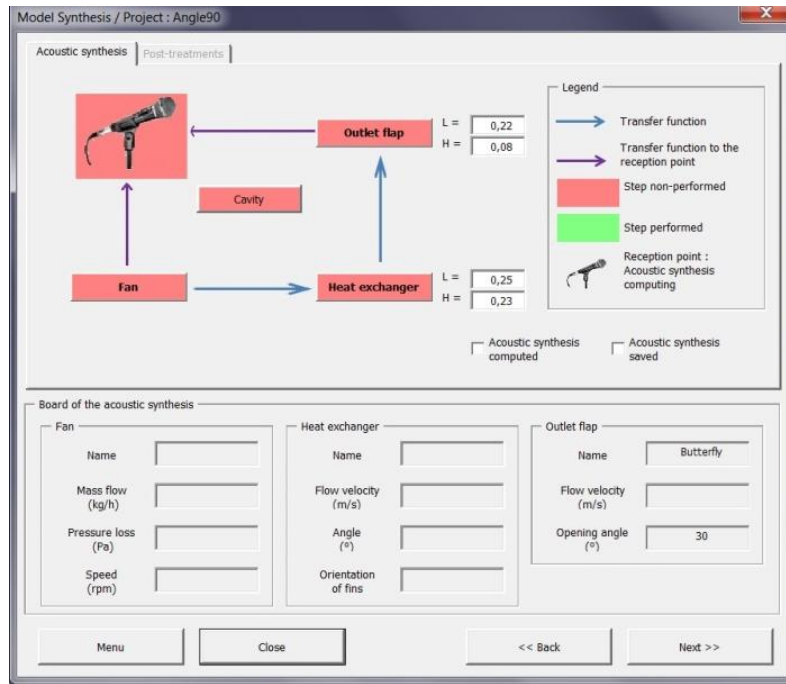 Model Synthesis / Project : Angle90
X
Acoustic synthesis
Post-treatments
Outlet flap
L =
0,22
H =
0,08
Cavity
Fan
Heat exchanger
L =
0,25
H =
0,23
Legend
Transfer function
Transfer function to the
reception point
Step non-performed
Step performed
Reception point :
Acoustic synthesis
computing
Acoustic synthesis
computed
Acoustic synthesis
saved
Board of the acoustic synthesis
Fan
Name
Mass flow
(kg/h)
Pressure loss
(Pa)
Speed
(rpm)
Heat exchanger
Name
Flow velocity
(m/s)
Angle
(º)
Orientation
of fins
Outlet flap
Name
Butterfly
Flow velocity
(m/s)
Opening angle
(º)
30
Menu
Close
<< Back
Next >>